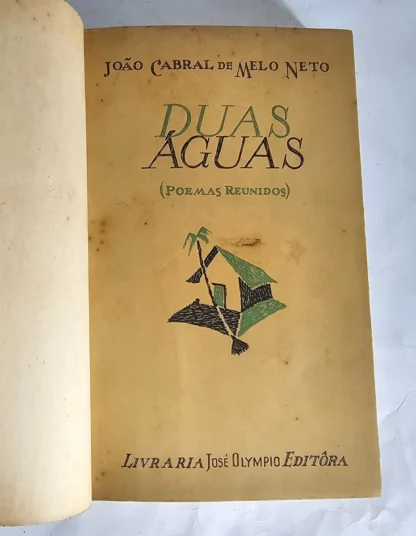 JOÃO CABRAL DE MELO NETO
DUAS
ÁGUAS
(POEMAS REUNIDOS)
LIVRARIA JOSÉ OLYMPIO EDITÔRA